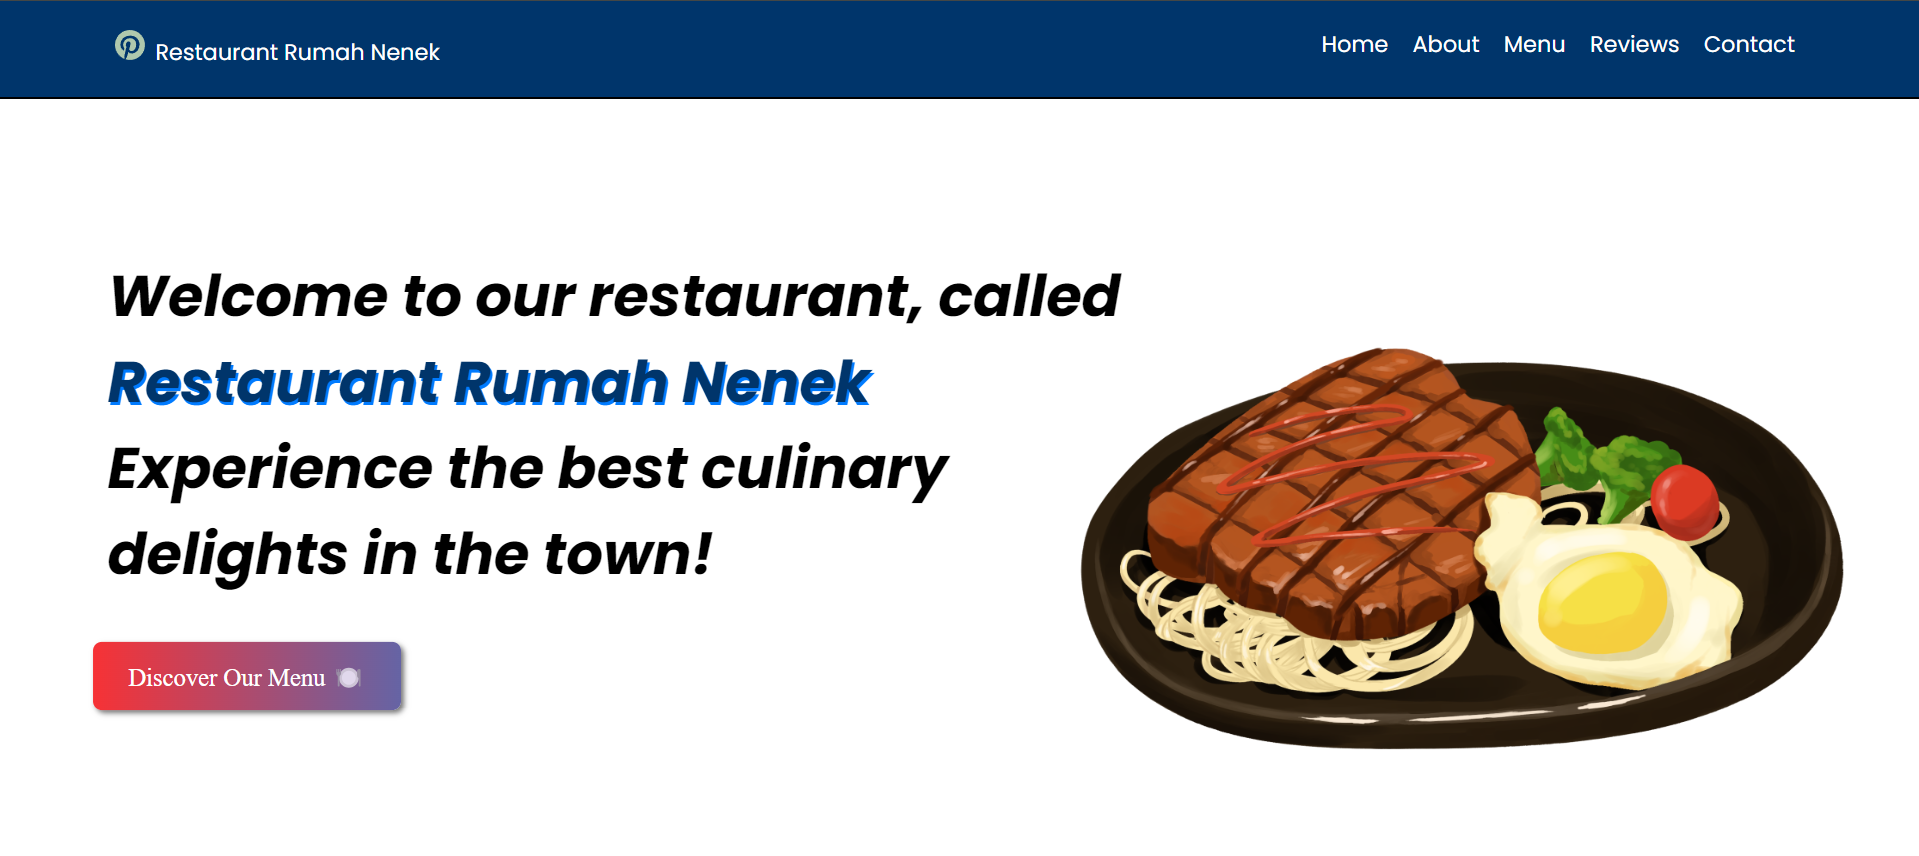 Restaurant Rumah Nenek
Home About Menu Reviews Contact
Welcome to our restaurant, called
Restaurant Rumah Nenek
Experience the best culinary
delights in the town!
Discover Our Menu 🍽️